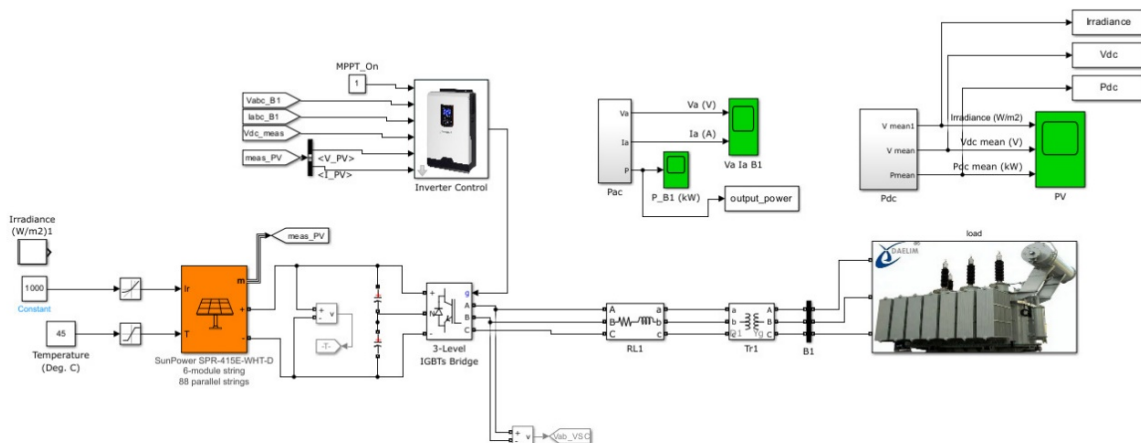 Irradiance
Vdc
Pdc
MPPT_On
1
Vabc_B1
Iabc_B1
Vdc_meas
meas_PV
<V_PV>
<I_PV>
Inverter Control
Va
Ia
P
Pac
Va (V)
Ia (A)
Va Ia B1
P_B1 (kW)
output_power
V mean1
V mean
Pmean
Pdc
Irradiance (W/m2)
Vdc mean (V)
Pdc mean (kW)
PV
Irradiance
(W/m2)1
meas_PV
1000
Constant
45
Temperature
(Deg. C)
Ir
T
m
+
-
SunPower SPR-415E-WHT-D
6-module string
88 parallel strings
+
-
v
-T-
+
N
-
g
A
B
C
3-Level
IGBTs Bridge
+
-
v
Vab_VSC
A
B
C
a
b
c
RL1
a
b
c
D1
Yg
A
B
C
Tr1
B1
load
DAELIM